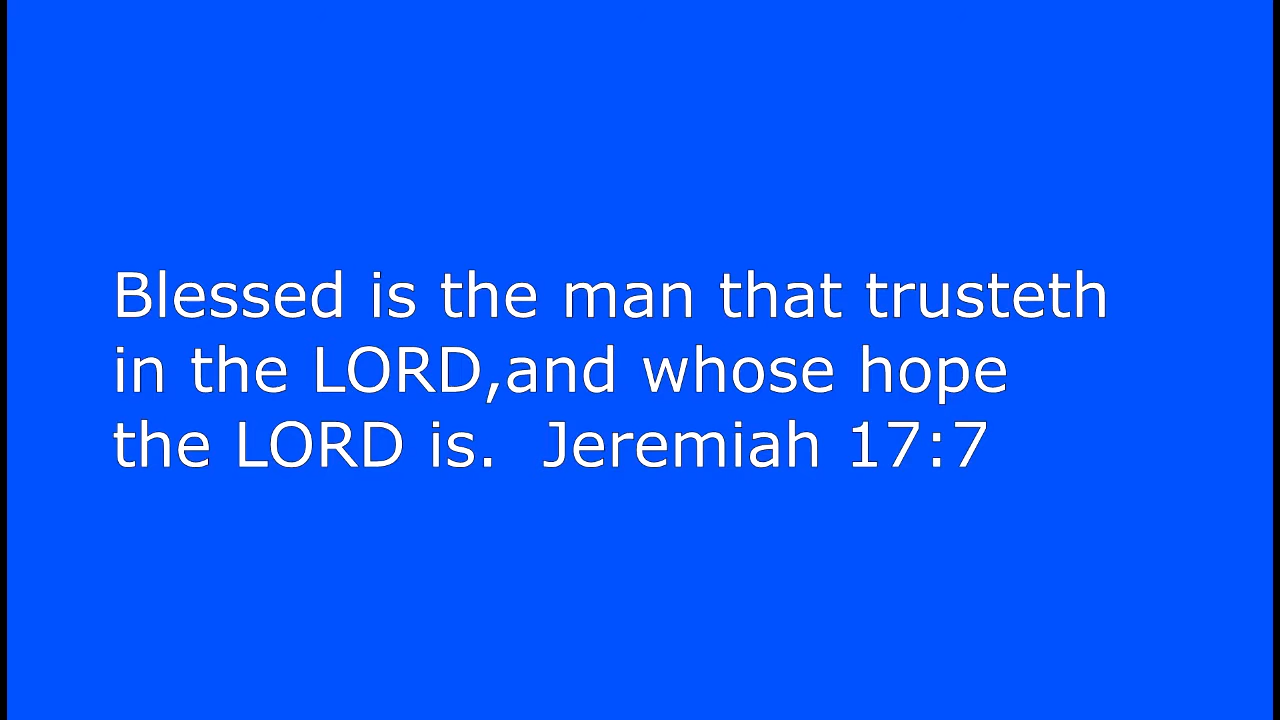 Blessed is the man that trusteth
in the LORD,and whose hope
the LORD is.  Jeremiah 17:7